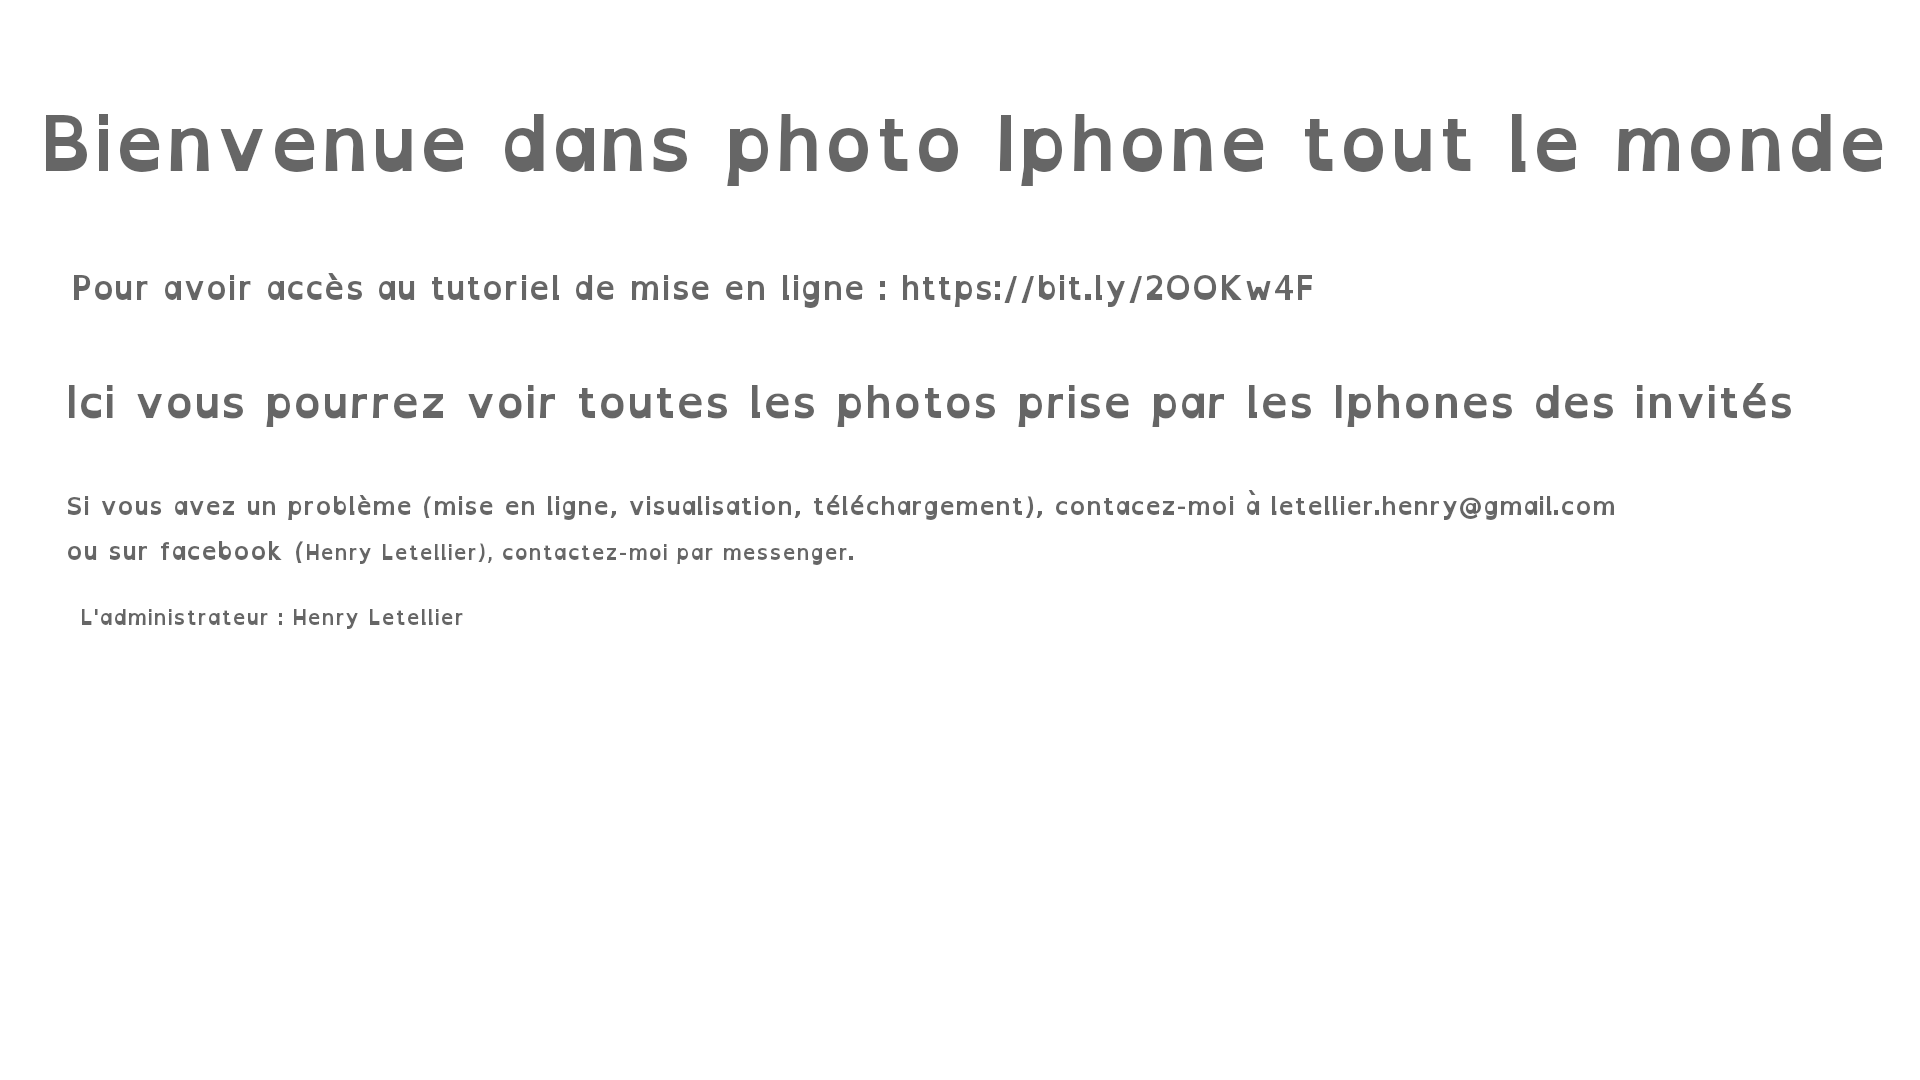 Bienvenue dans photo Iphone tout le monde
Pour avoir accès au tutoriel de mise en ligne : https://bit.ly/2OOKw4F
Ici vous pourrez voir toutes les photos prise par les Iphones des invités
Si vous avez un problème (mise en ligne, visualisation, téléchargement), contacez-moi à letellier.henry@gmail.com
ou sur facebook (Henry Letellier), contactez-moi par messenger.
L'administrateur : Henry Letellier